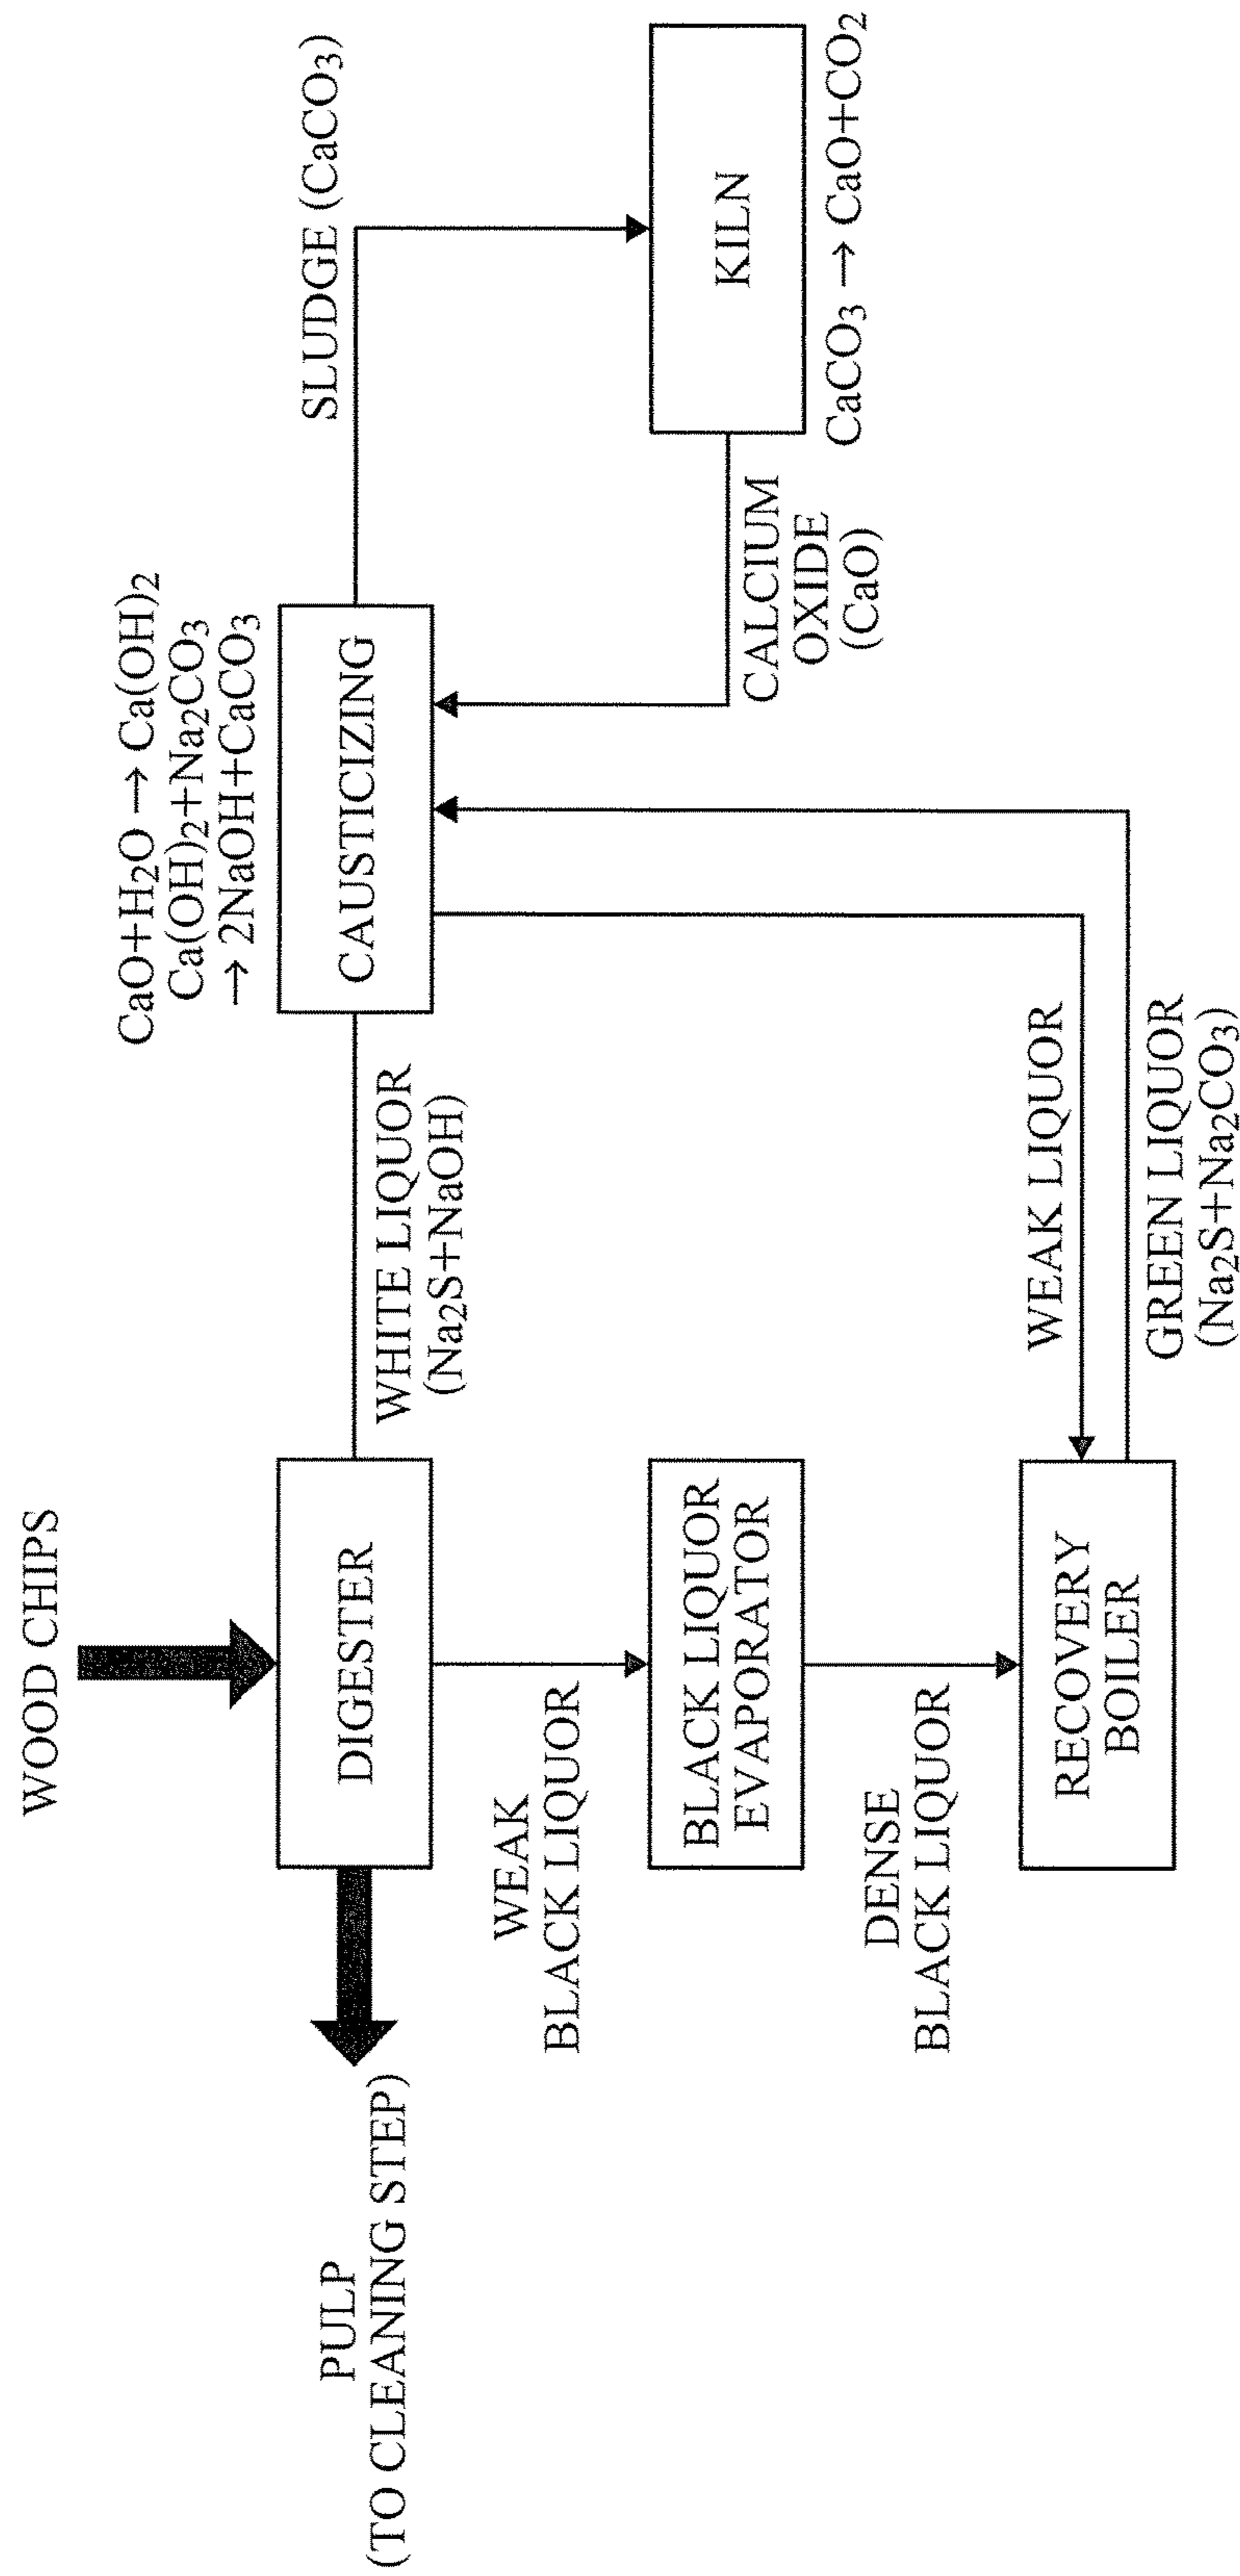 WOOD CHIPS
CaO+H2O → Ca(OH)2
Ca(OH)2+Na2CO3
→ 2NaOH+CaCO3
PULP
(TO CLEANING STEP)
DIGESTER
WHITE LIQUOR
(Na2S+NaOH)
CAUSTICIZING
SLUDGE (CaCO3)
WEAK
BLACK LIQUOR
BLACK LIQUOR
EVAPORATOR
CALCIUM
OXIDE
(CaO)
KILN
CaCO3 → CaO+CO2
DENSE
BLACK LIQUOR
RECOVERY
BOILER
WEAK LIQUOR
GREEN LIQUOR
(Na2S+Na2CO3)